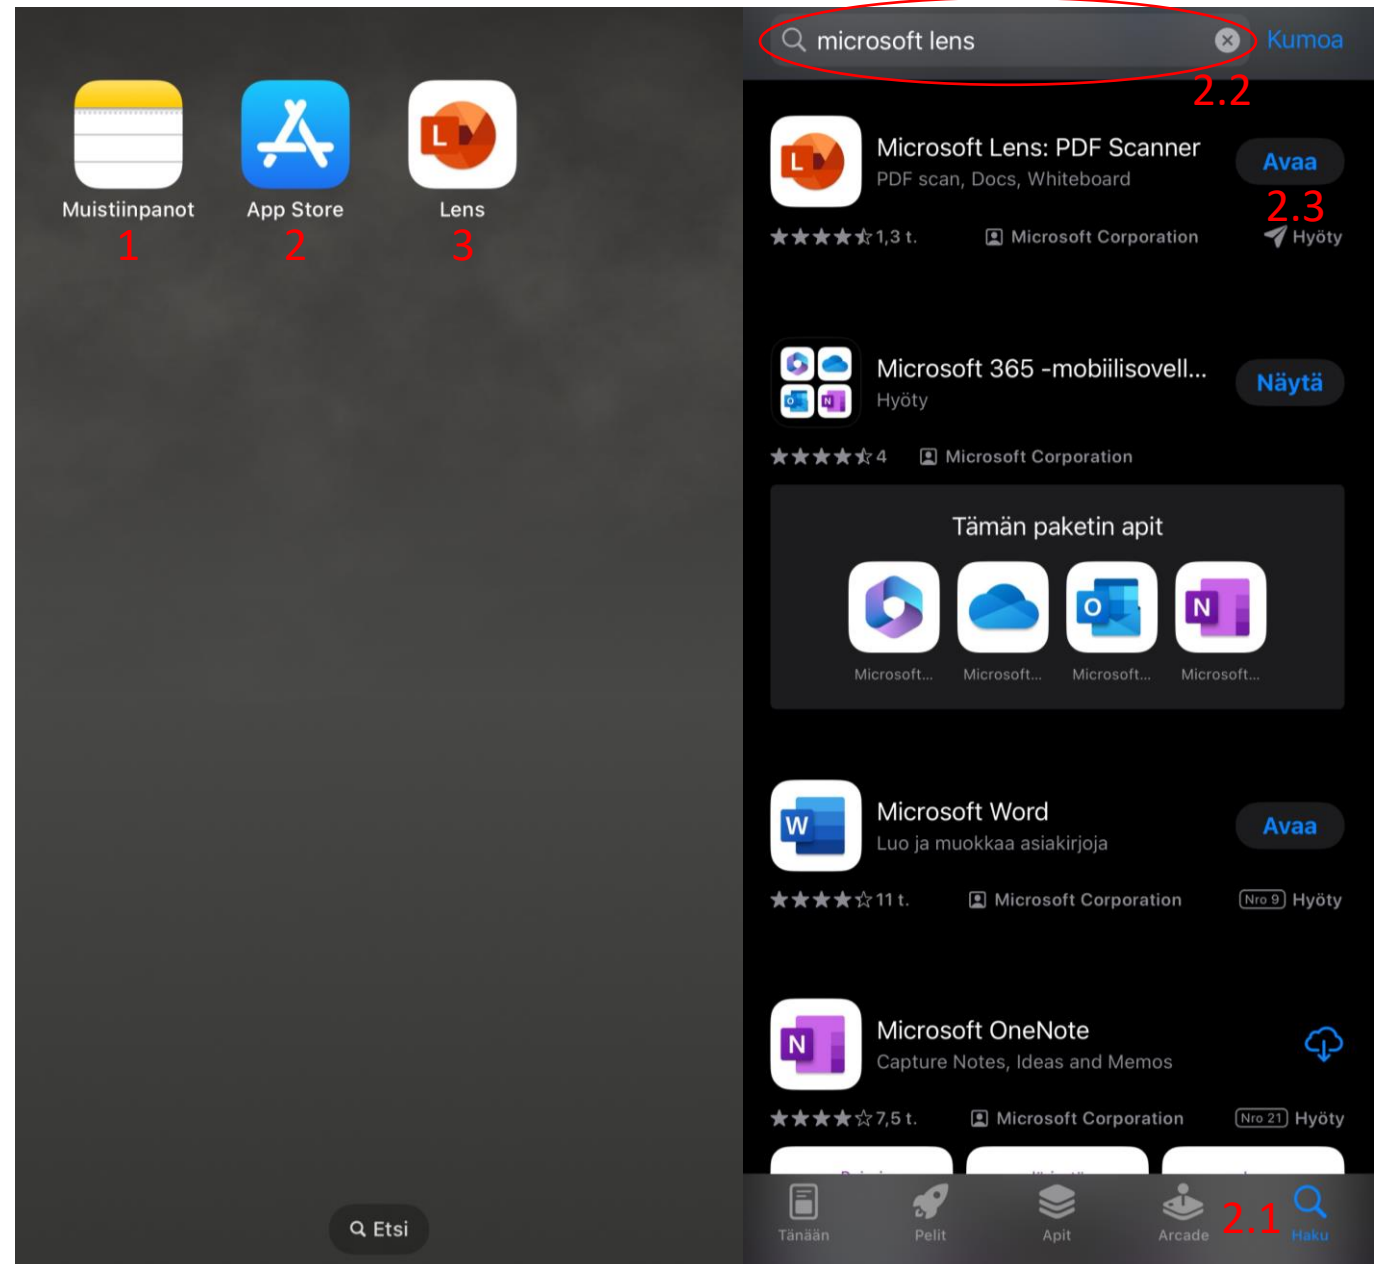 Muistiinpanot
App Store
Lens
1
2
3
L
Etsi
microsoft lens
Kumoa
2.2
L
Microsoft Lens: PDF Scanner
PDF scan, Docs, Whiteboard
Avaa
2.3
1,3 t.
Microsoft Corporation
Hyöty
Microsoft 365 -mobiilisovell...
Hyöty
Näytä
4
Microsoft Corporation
Tämän paketin apit
O
N
Microsoft...
Microsoft...
Microsoft...
Microsoft...
W
Microsoft Word
Luo ja muokkaa asiakirjoja
Avaa
11 t.
Microsoft Corporation
Nro 9
Hyöty
N
Microsoft OneNote
Capture Notes, Ideas and Memos
7,5 t.
Microsoft Corporation
Nro 21
Hyöty
Tänään
Pelit
Apit
Arcade
2.1
Haku